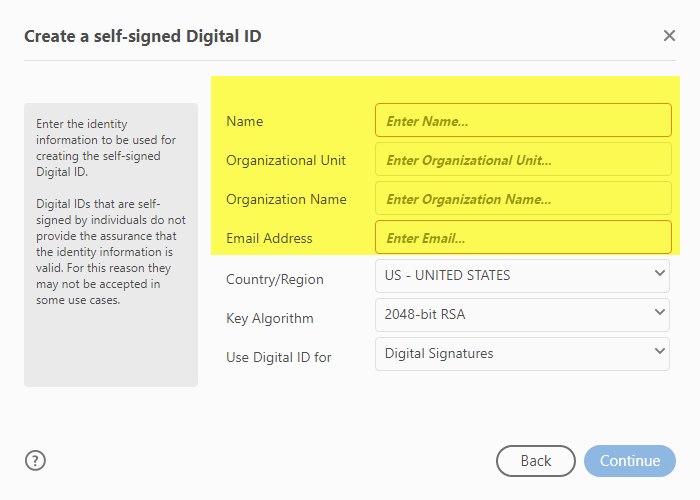 Create a self-signed Digital ID
Enter the identity
information to be used for
creating the self-signed
Digital ID.
Digital IDs that are self-
signed by individuals do not
provide the assurance that
the identity information is
valid. For this reason they
may not be accepted in
some use cases.
Name
Enter Name...
Organizational Unit
Enter Organizational Unit...
Organization Name
Enter Organization Name...
Email Address
Enter Email...
Country/Region
US - UNITED STATES
Key Algorithm
2048-bit RSA
Use Digital ID for
Digital Signatures
?
Back
Continue